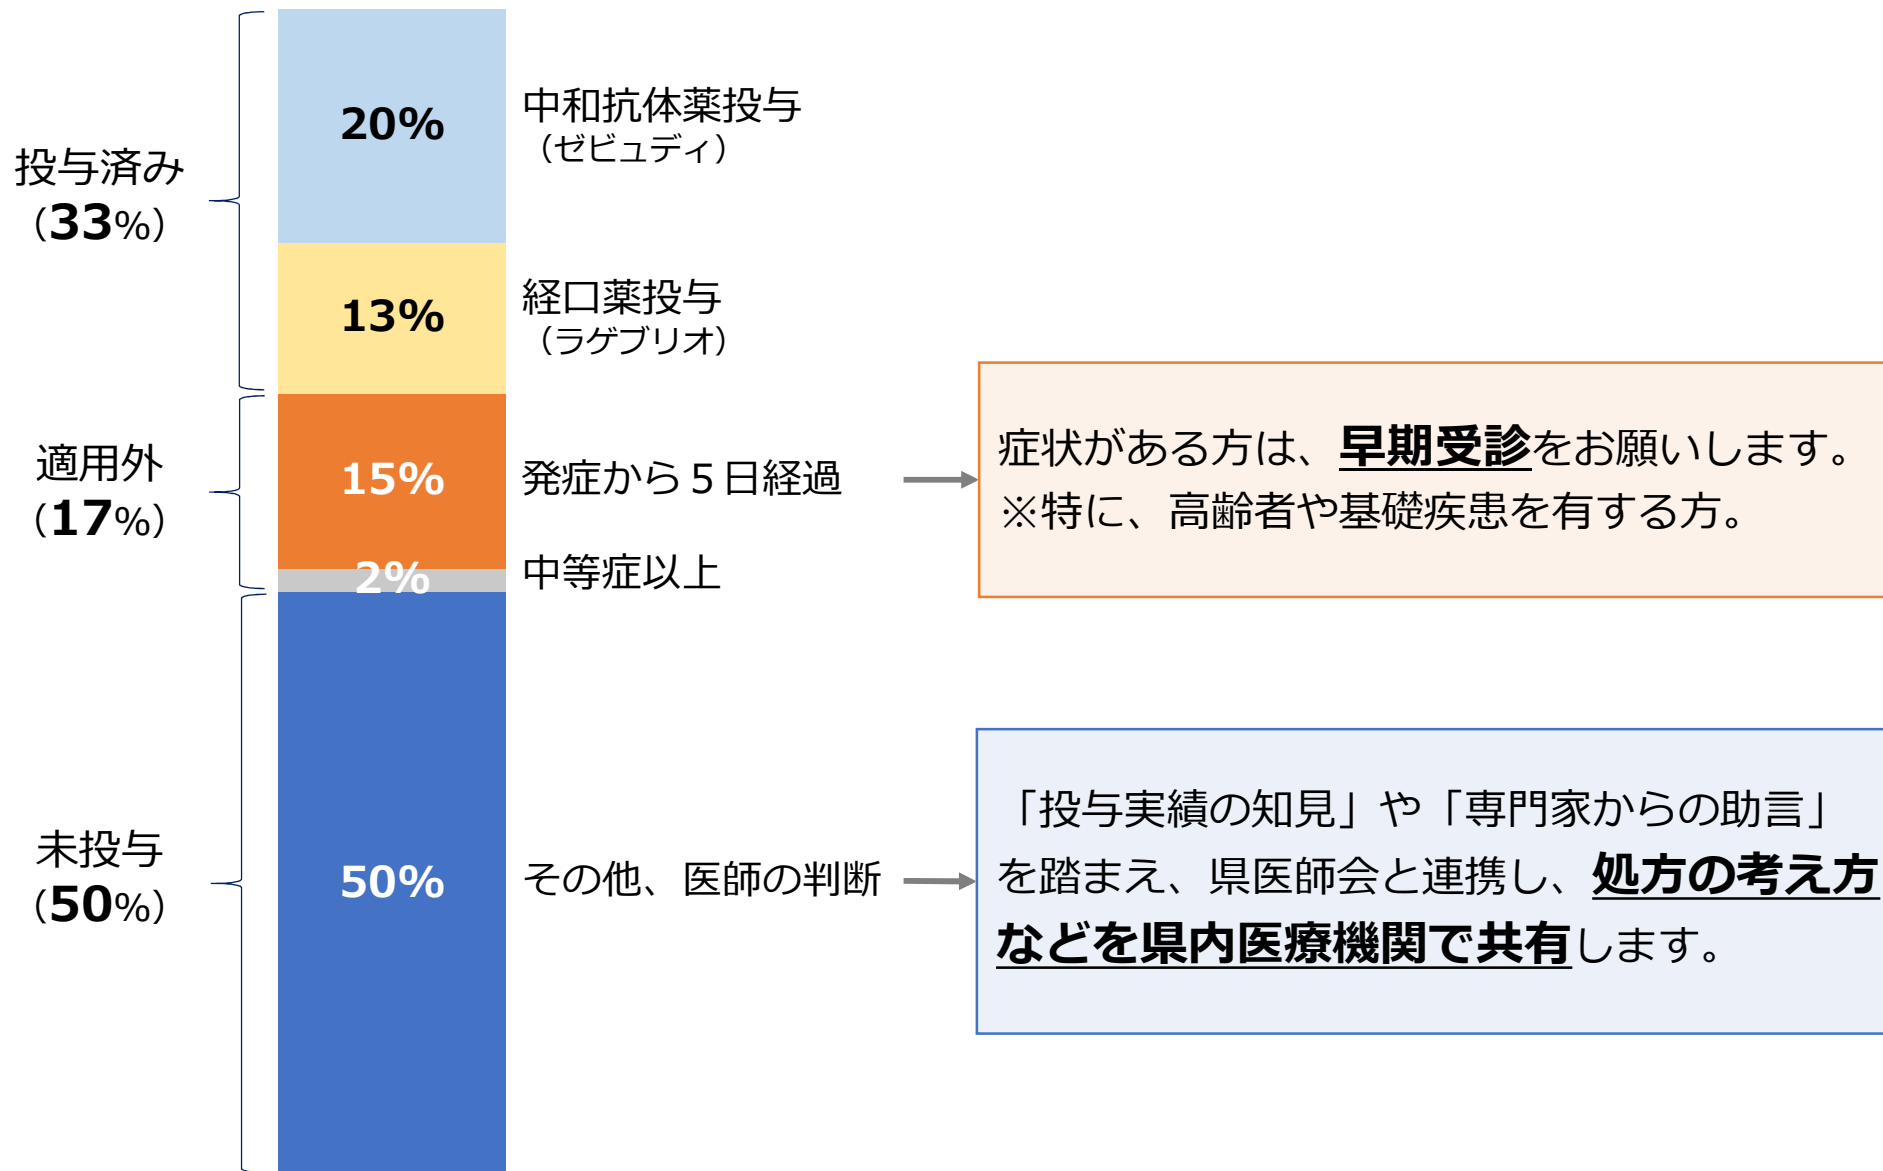 投与済み
（33%）
20%
中和抗体薬投与
（ゼビュディ）
13%
経口薬投与
（ラゲブリオ）
適用外
（17%）
15%
発症から５日経過
2%
中等症以上
症状がある方は、早期受診をお願いします。
※特に、高齢者や基礎疾患を有する方。
未投与
（50%）
50%
その他、医師の判断
「投与実績の知見」や「専門家からの助言」
を踏まえ、県医師会と連携し、処方の考え方
などを県内医療機関で共有します。